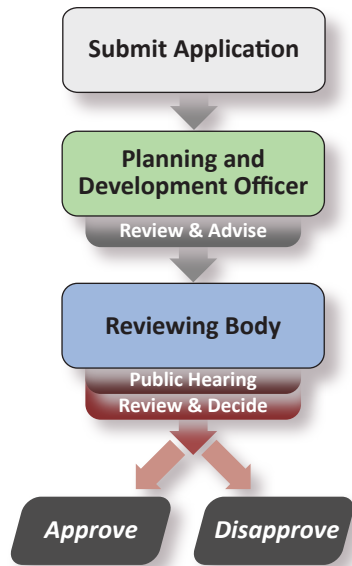 Submit Application
Planning and
Development Officer
Review & Advise
Reviewing Body
Public Hearing
Review & Decide
Approve
Disapprove